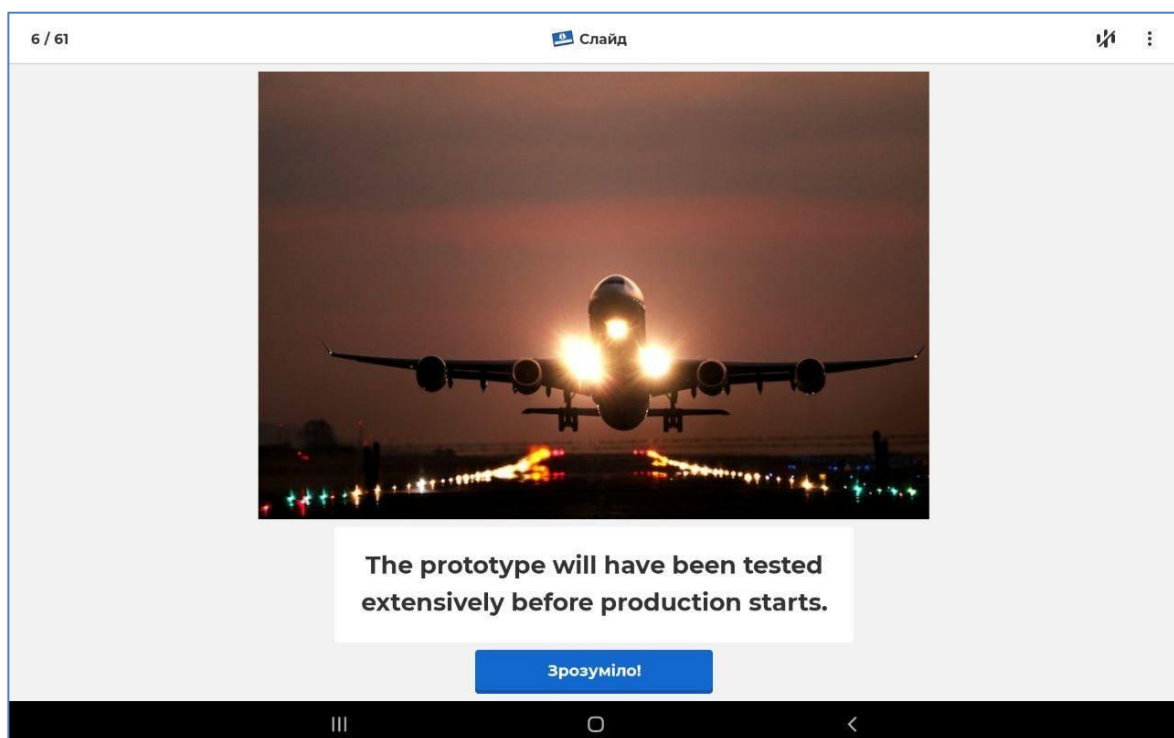 6 / 61
Слайд
The prototype will have been tested
extensively before production starts.
Зрозуміло!